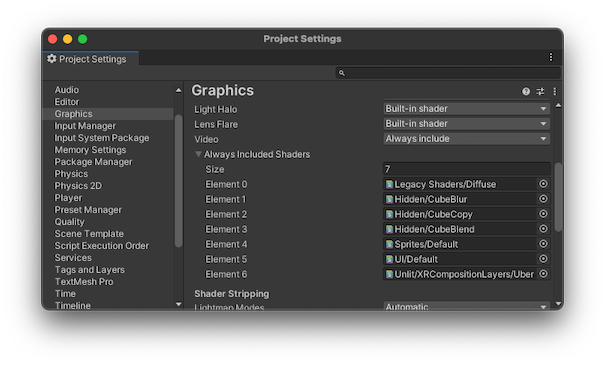 Project Settings
Project Settings
Audio
Editor
Graphics
Input Manager
Input System Package
Memory Settings
Package Manager
Physics
Physics 2D
Player
Preset Manager
Quality
Scene Template
Script Execution Order
Services
Tags and Layers
TextMesh Pro
Time
Timeline
Graphics
Light Halo Built-in shader
Lens Flare Built-in shader
Video Always include
Always Included Shaders
Size 7
Element 0 Legacy Shaders/Diffuse
Element 1 Hidden/CubeBlur
Element 2 Hidden/CubeCopy
Element 3 Hidden/CubeBlend
Element 4 Sprites/Default
Element 5 UI/Default
Element 6 Unlit/XRCompositionLayers/Uber
Shader Stripping
Lightmap Modes Automatic